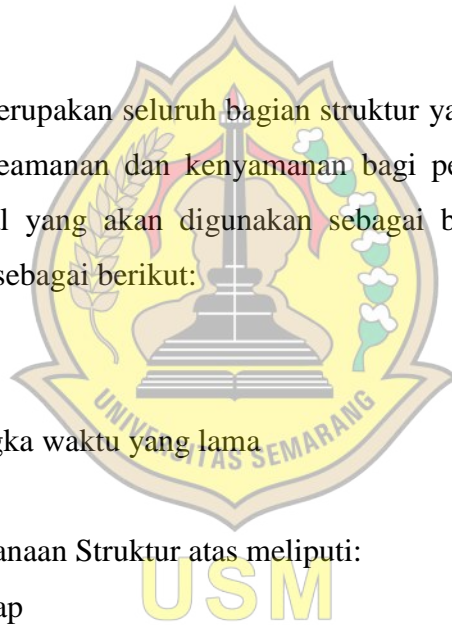 erupakan seluruh bagian struktur ya
eamanan dan kenyamanan bagi pe
l yang akan digunakan sebagai b
sebagai berikut:
gka waktu yang lama
UNIVERSITAS SEMARANG
anaan Struktur atas meliputi:
ap
USM